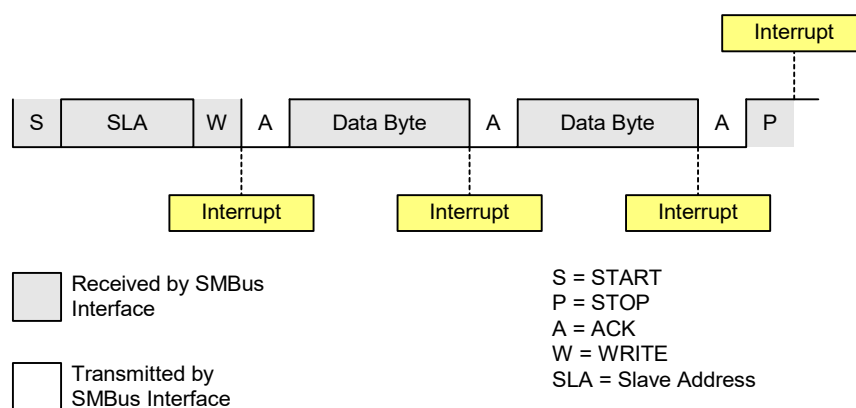 Interrupt
S SLA W A Data Byte A Data Byte A P
Interrupt Interrupt Interrupt
Received by SMBus
Interface
Transmitted by
SMBus Interface
S = START
P = STOP
A = ACK
W = WRITE
SLA = Slave Address